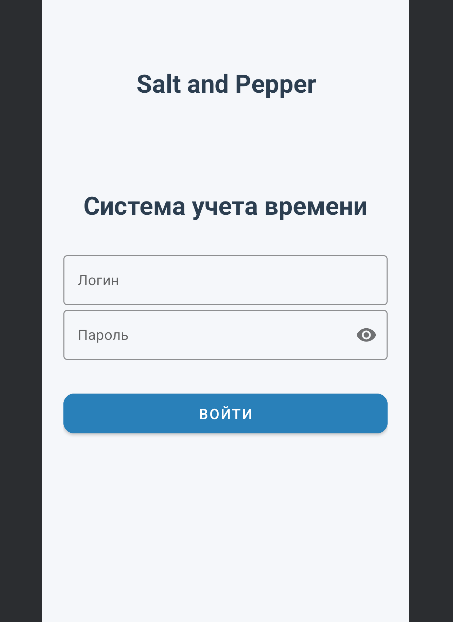 Salt and Pepper
Система учета времени
Логин
Пароль
ВОЙТИ